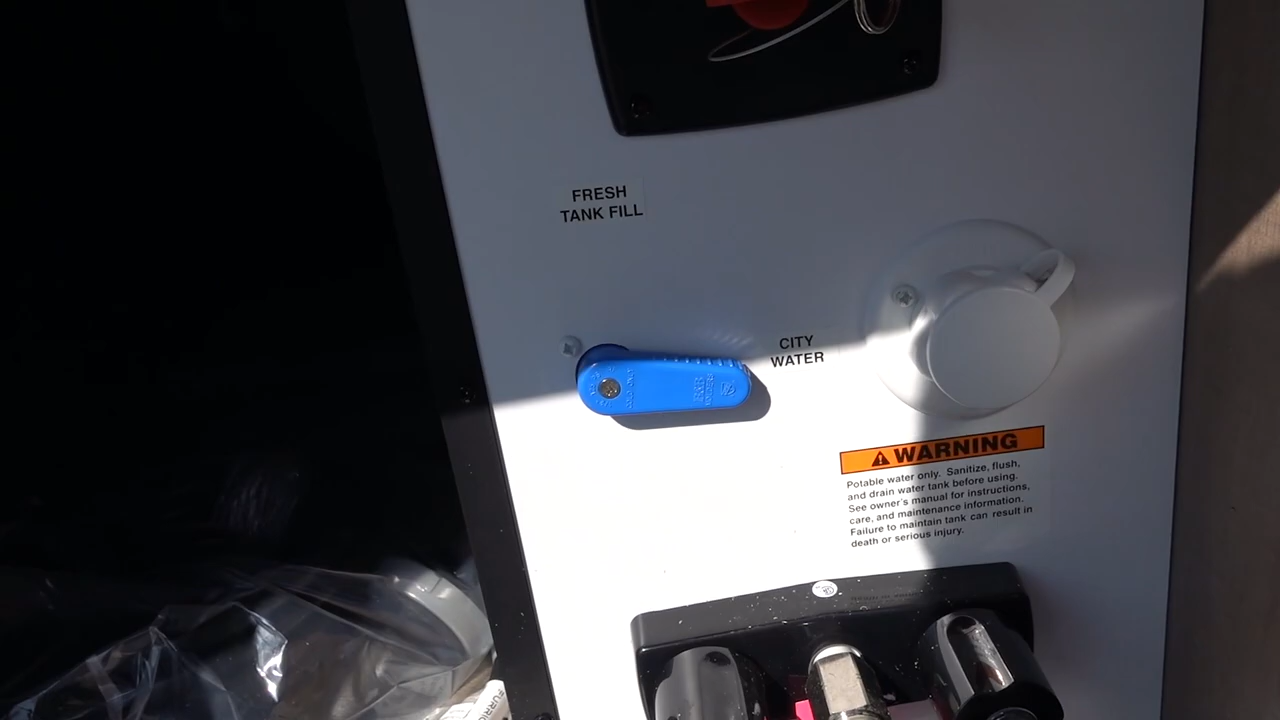 FRESH
TANK FILL
CITY
WATER
WARNING
Potable water only. Sanitize, flush,
and drain water tank before using.
See owner's manual for instructions,
care, and maintenance information.
Failure to maintain tank can result in
death or serious injury.